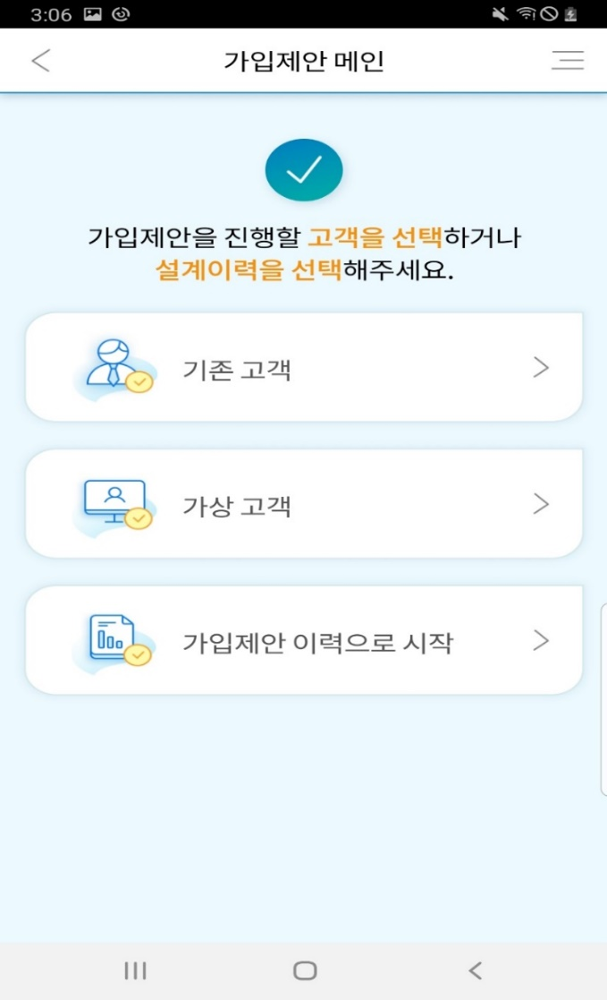 3:06
가입제안 메인
가입제안을 진행할 고객을 선택하거나
설계이력을 선택해주세요.
기존 고객
가상 고객
가입제안 이력으로 시작